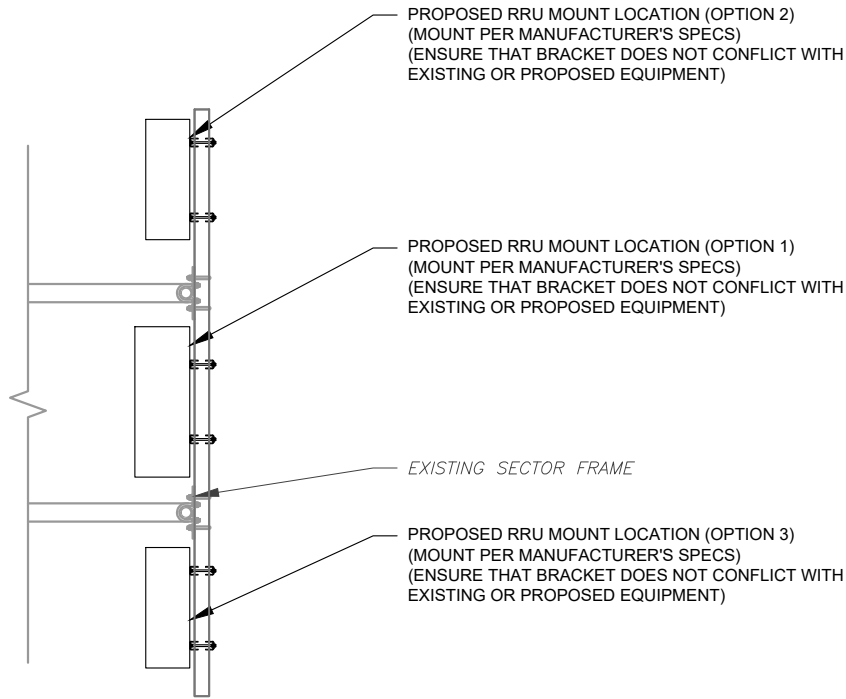 PROPOSED RRU MOUNT LOCATION (OPTION 2)
(MOUNT PER MANUFACTURER'S SPECS)
(ENSURE THAT BRACKET DOES NOT CONFLICT WITH
EXISTING OR PROPOSED EQUIPMENT)
PROPOSED RRU MOUNT LOCATION (OPTION 1)
(MOUNT PER MANUFACTURER'S SPECS)
(ENSURE THAT BRACKET DOES NOT CONFLICT WITH
EXISTING OR PROPOSED EQUIPMENT)
EXISTING SECTOR FRAME
PROPOSED RRU MOUNT LOCATION (OPTION 3)
(MOUNT PER MANUFACTURER'S SPECS)
(ENSURE THAT BRACKET DOES NOT CONFLICT WITH
EXISTING OR PROPOSED EQUIPMENT)